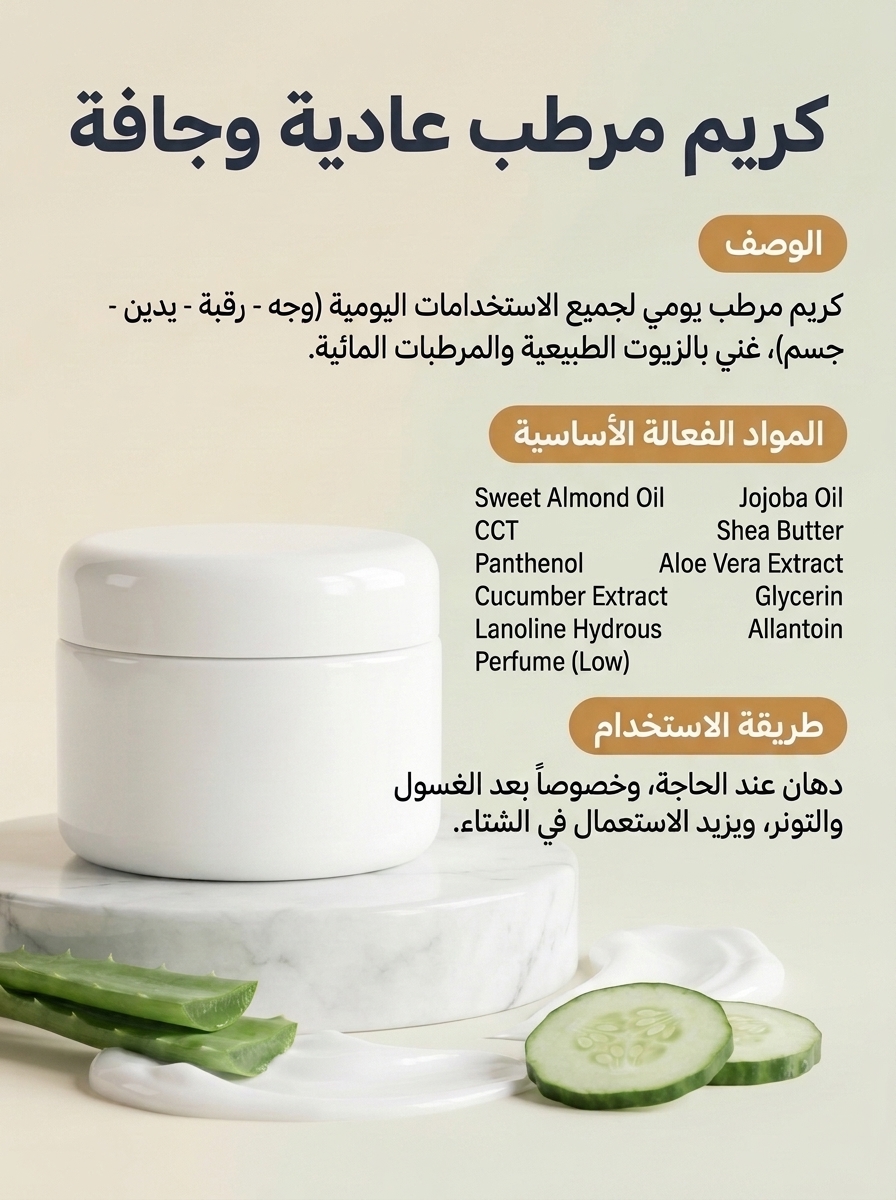 كريم مرطب عادية وجافة
الوصف
كريم مرطب يومي لجميع الاستخدامات اليومية (وجه - رقبة - يدين -
جسم)، غني بالزيوت الطبيعية والمرطبات المائية.
المواد الفعالة الأساسية
Sweet Almond Oil Jojoba Oil
CCT Shea Butter
Panthenol Aloe Vera Extract
Cucumber Extract Glycerin
Lanoline Hydrous Allantoin
Perfume (Low)
طريقة الاستخدام
دهان عند الحاجة، وخصوصاً بعد الغسول
والتونر، ويزيد الاستعمال في الشتاء.